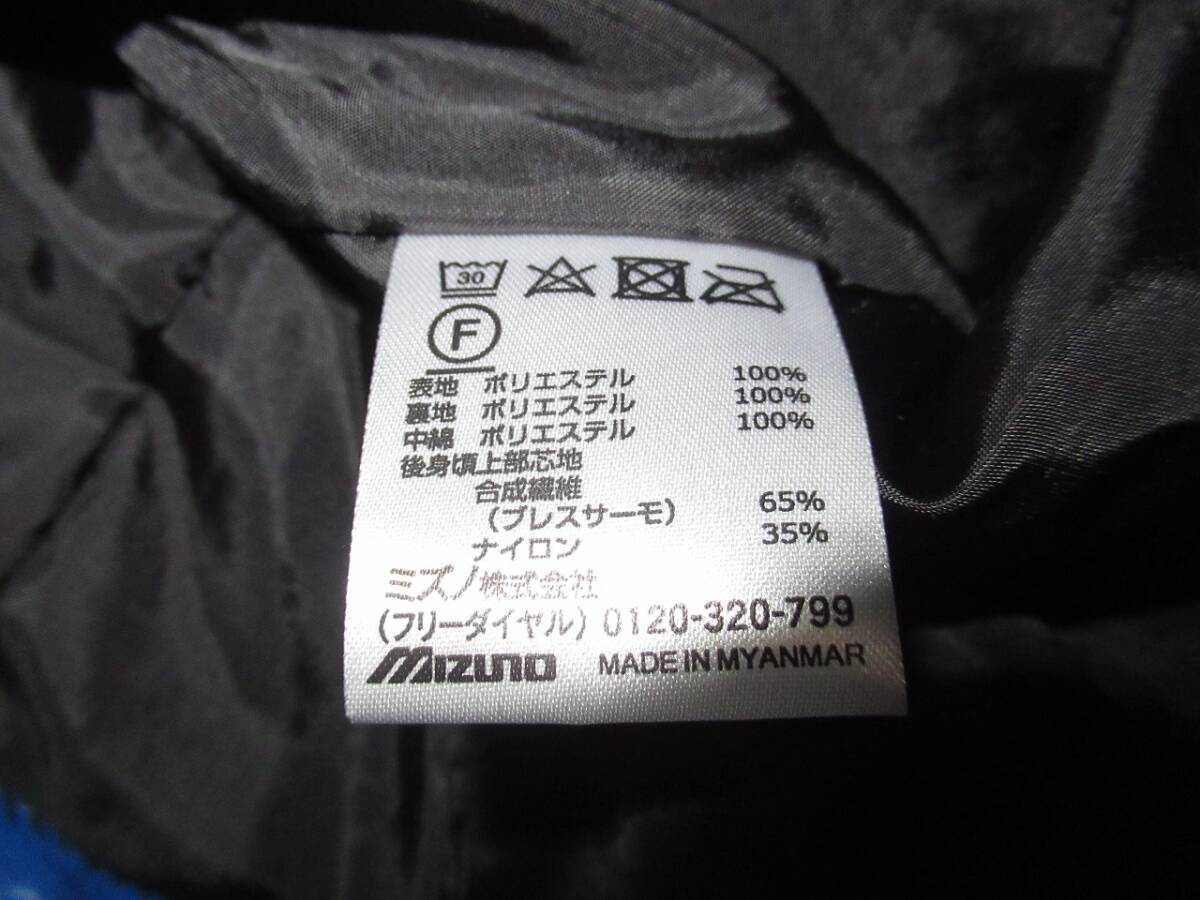 30
F
表地 ポリエステル 100%
裏地 ポリエステル 100%
中綿 ポリエステル 100%
後身頃上部芯地
合成繊維
(ブレスサーモ) 65%
ナイロン 35%
ミズノ株式会社
(フリーダイヤル) 0120-320-799
MIZUNO MADE IN MYANMAR